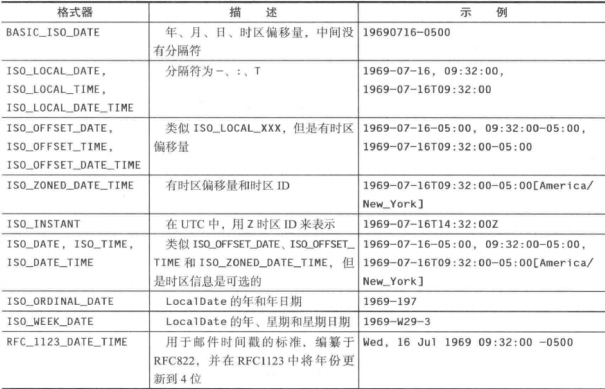 格式器 描 述 示 例
BASIC_ISO_DATE 年、月、日、时区偏移量，中间没 19690716-0500
有分隔符
ISO_LOCAL_DATE, 分隔符为-、:、T 1969-07-16, 09:32:00,
ISO_LOCAL_TIME, 1969-07-16T09:32:00
ISO_LOCAL_DATE_TIME
ISO_OFFSET_DATE, 类似 ISO_LOCAL_XXX，但是有时区 1969-07-16-05:00, 09:32:00-05:00,
ISO_OFFSET_TIME, 偏移量 1969-07-16T09:32:00-05:00
ISO_OFFSET_DATE_TIME
ISO_ZONED_DATE_TIME 有时区偏移量和时区 ID 1969-07-16T09:32:00-05:00[America/
New_York]
ISO_INSTANT 在 UTC 中，用 Z 时区 ID 来表示 1969-07-16T14:32:00Z
ISO_DATE, ISO_TIME, 类似 ISO_OFFSET_DATE、ISO_OFFSET_ 1969-07-16-05:00, 09:32:00-05:00,
ISO_DATE_TIME TIME 和 ISO_ZONED_DATE_TIME，但 1969-07-16T09:32:00-05:00[America/
是时区信息是可选的 New_York]
ISO_ORDINAL_DATE LocalDate 的年和年日期 1969-197
ISO_WEEK_DATE LocalDate 的年、星期和星期日期 1969-W29-3
RFC_1123_DATE_TIME 用于邮件时间戳的标准，编纂于 Wed, 16 Jul 1969 09:32:00 -0500
RFC822，并在 RFC1123 中将年份更
新到 4 位